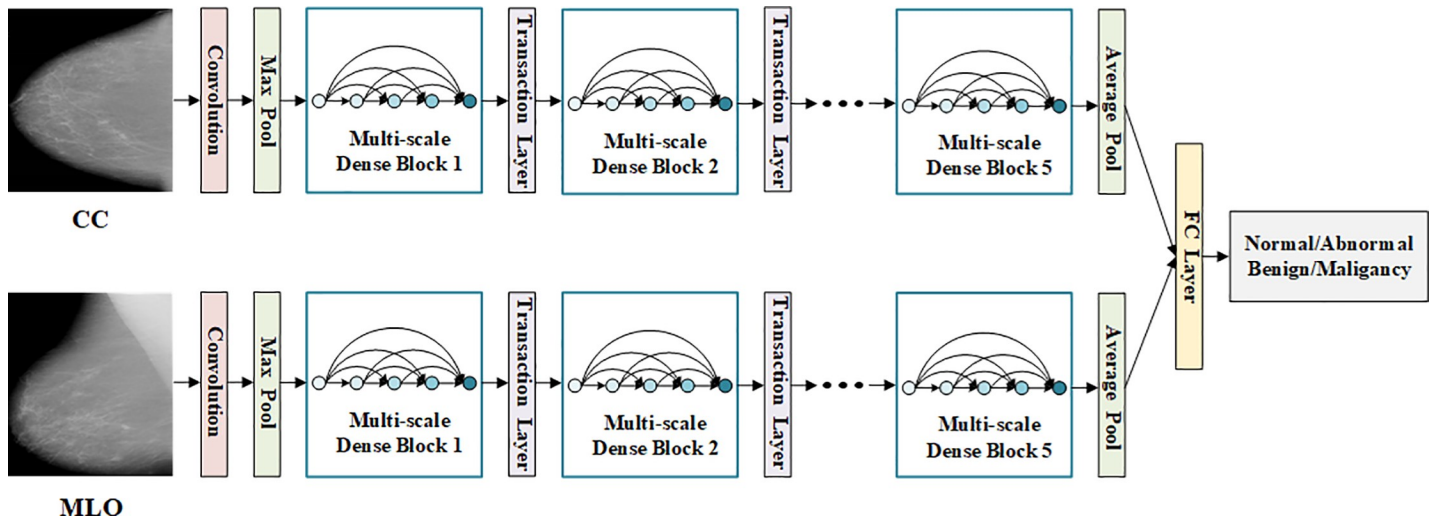 Convolution
Max Pool
Multi-scale
Dense Block 1
Transaction Layer
Multi-scale
Dense Block 2
Transaction Layer
Multi-scale
Dense Block 5
Average Pool
CC
FC Layer
Normal/Abnormal
Benign/Maligancy
Convolution
Max Pool
Multi-scale
Dense Block 1
Transaction Layer
Multi-scale
Dense Block 2
Transaction Layer
Multi-scale
Dense Block 5
Average Pool
MLO